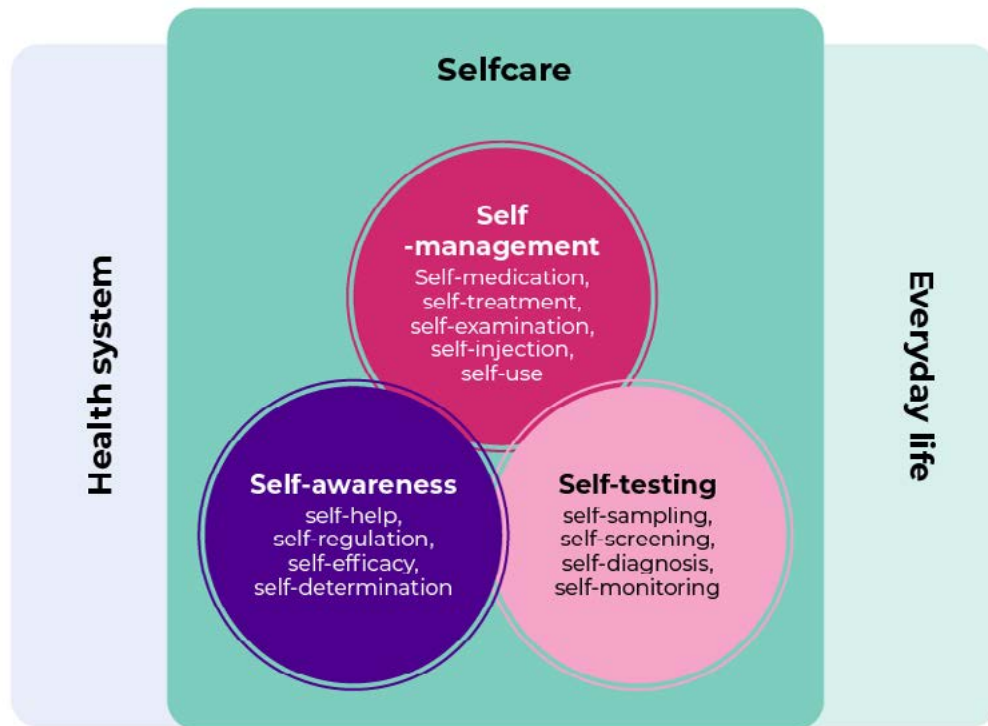 Selfcare
Self
-management
Self-medication,
self-treatment,
self-examination,
self-injection,
self-use
Self-awareness
self-help,
self-regulation,
self-efficacy,
self-determination
Self-testing
self-sampling,
self-screening,
self-diagnosis,
self-monitoring
Health system
Everyday life